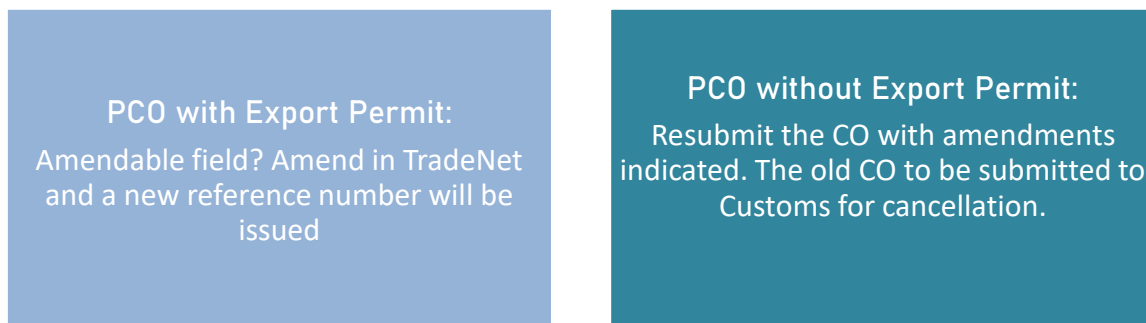 PCO with Export Permit:
Amendable field? Amend in TradeNet
and a new reference number will be
issued
PCO without Export Permit:
Resubmit the CO with amendments
indicated. The old CO to be submitted to
Customs for cancellation.